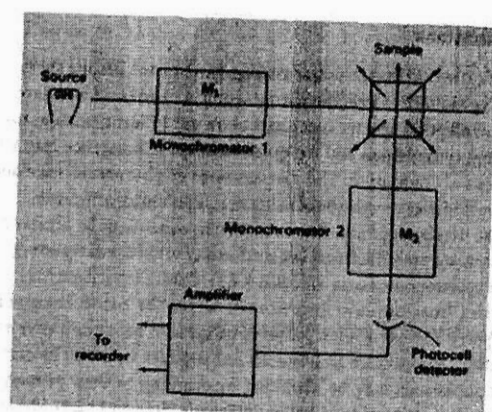 Sample
Source
M₁
Monochromator 1
Monochromator 2
M₂
Amplifier
To
recorder
Photocell
detector